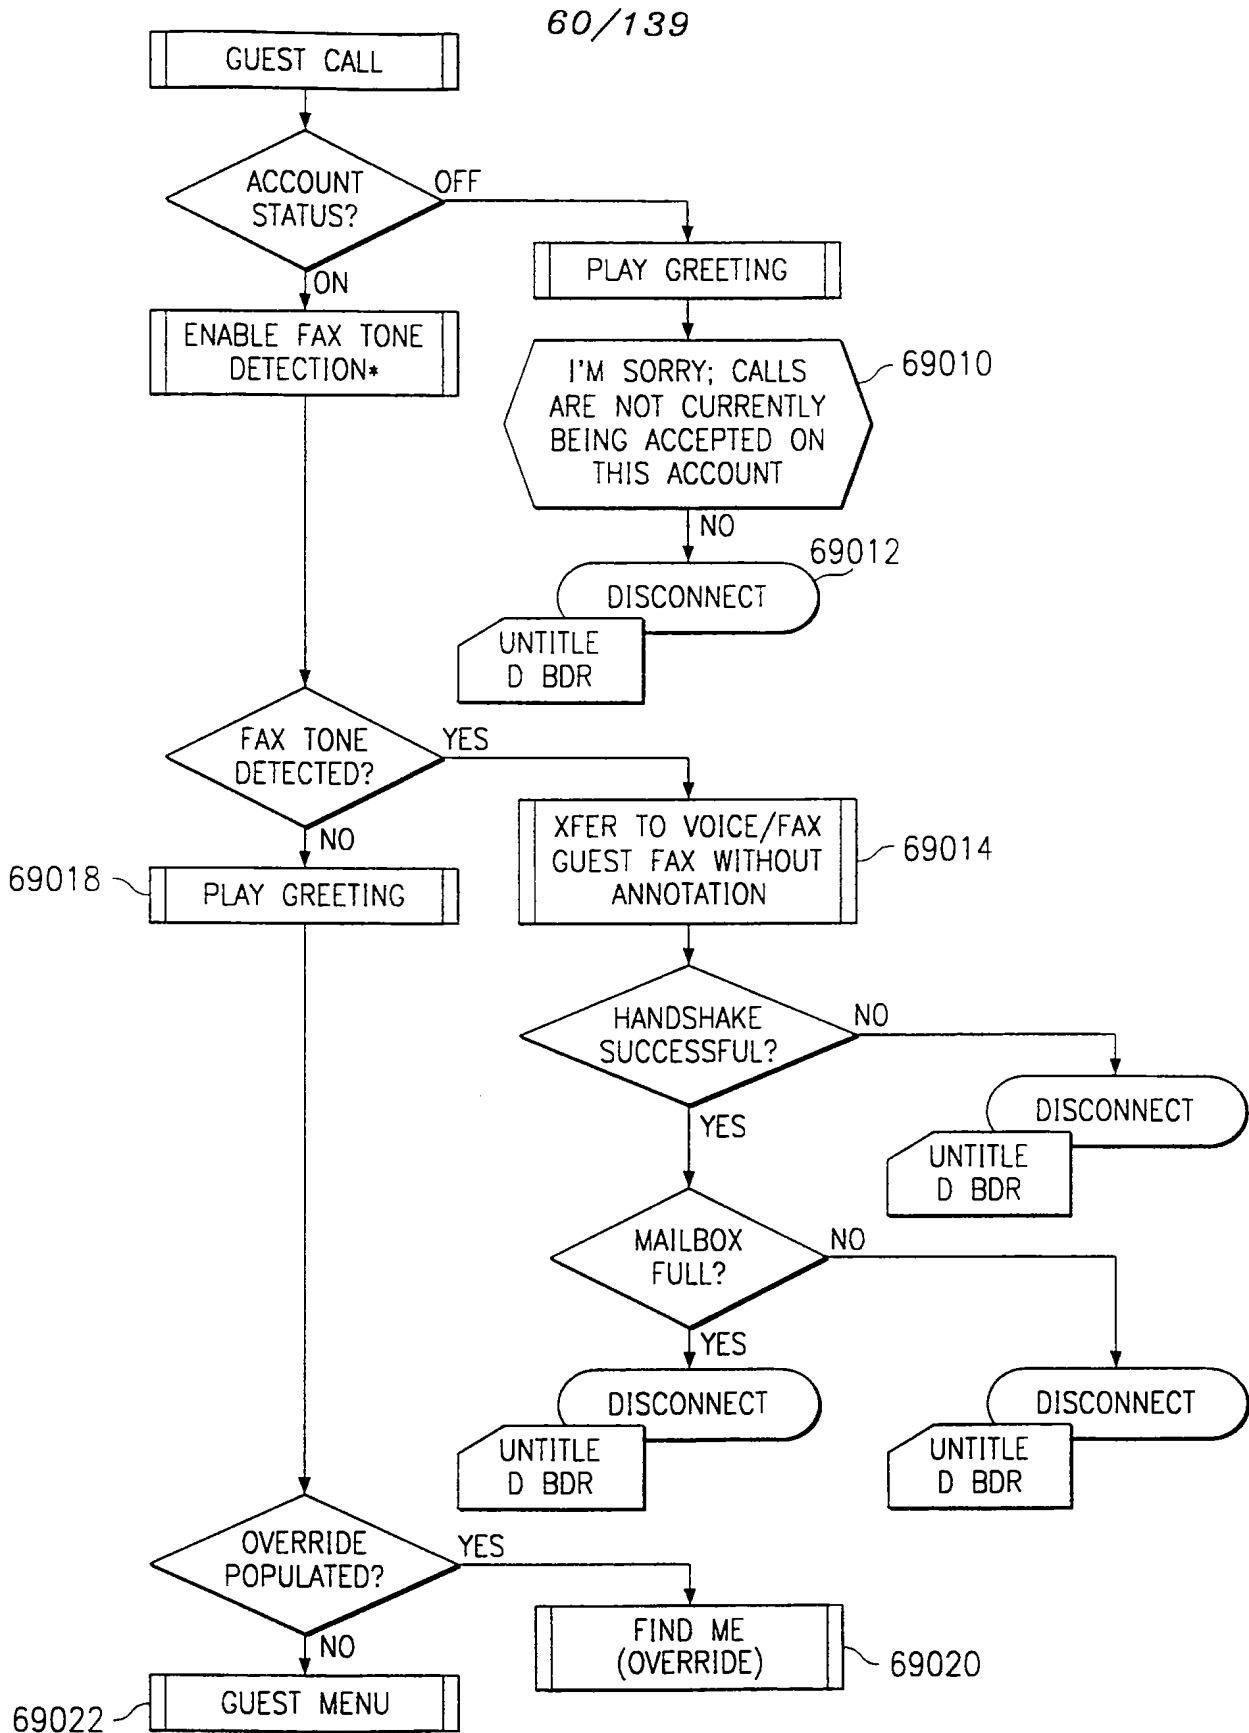 60/139
GUEST CALL
ACCOUNT
STATUS?
OFF
ON
PLAY GREETING
ENABLE FAX TONE
DETECTION*
I'M SORRY; CALLS
ARE NOT CURRENTLY
BEING ACCEPTED ON
THIS ACCOUNT
69010
NO
69012
DISCONNECT
UNTITLE
D BDR
FAX TONE
DETECTED?
YES
NO
XFER TO VOICE/FAX
GUEST FAX WITHOUT
ANNOTATION
69014
69018
PLAY GREETING
HANDSHAKE
SUCCESSFUL?
NO
YES
DISCONNECT
UNTITLE
D BDR
MAILBOX
FULL?
NO
YES
DISCONNECT
UNTITLE
D BDR
DISCONNECT
UNTITLE
D BDR
OVERRIDE
POPULATED?
YES
NO
FIND ME
(OVERRIDE)
69020
GUEST MENU
69022